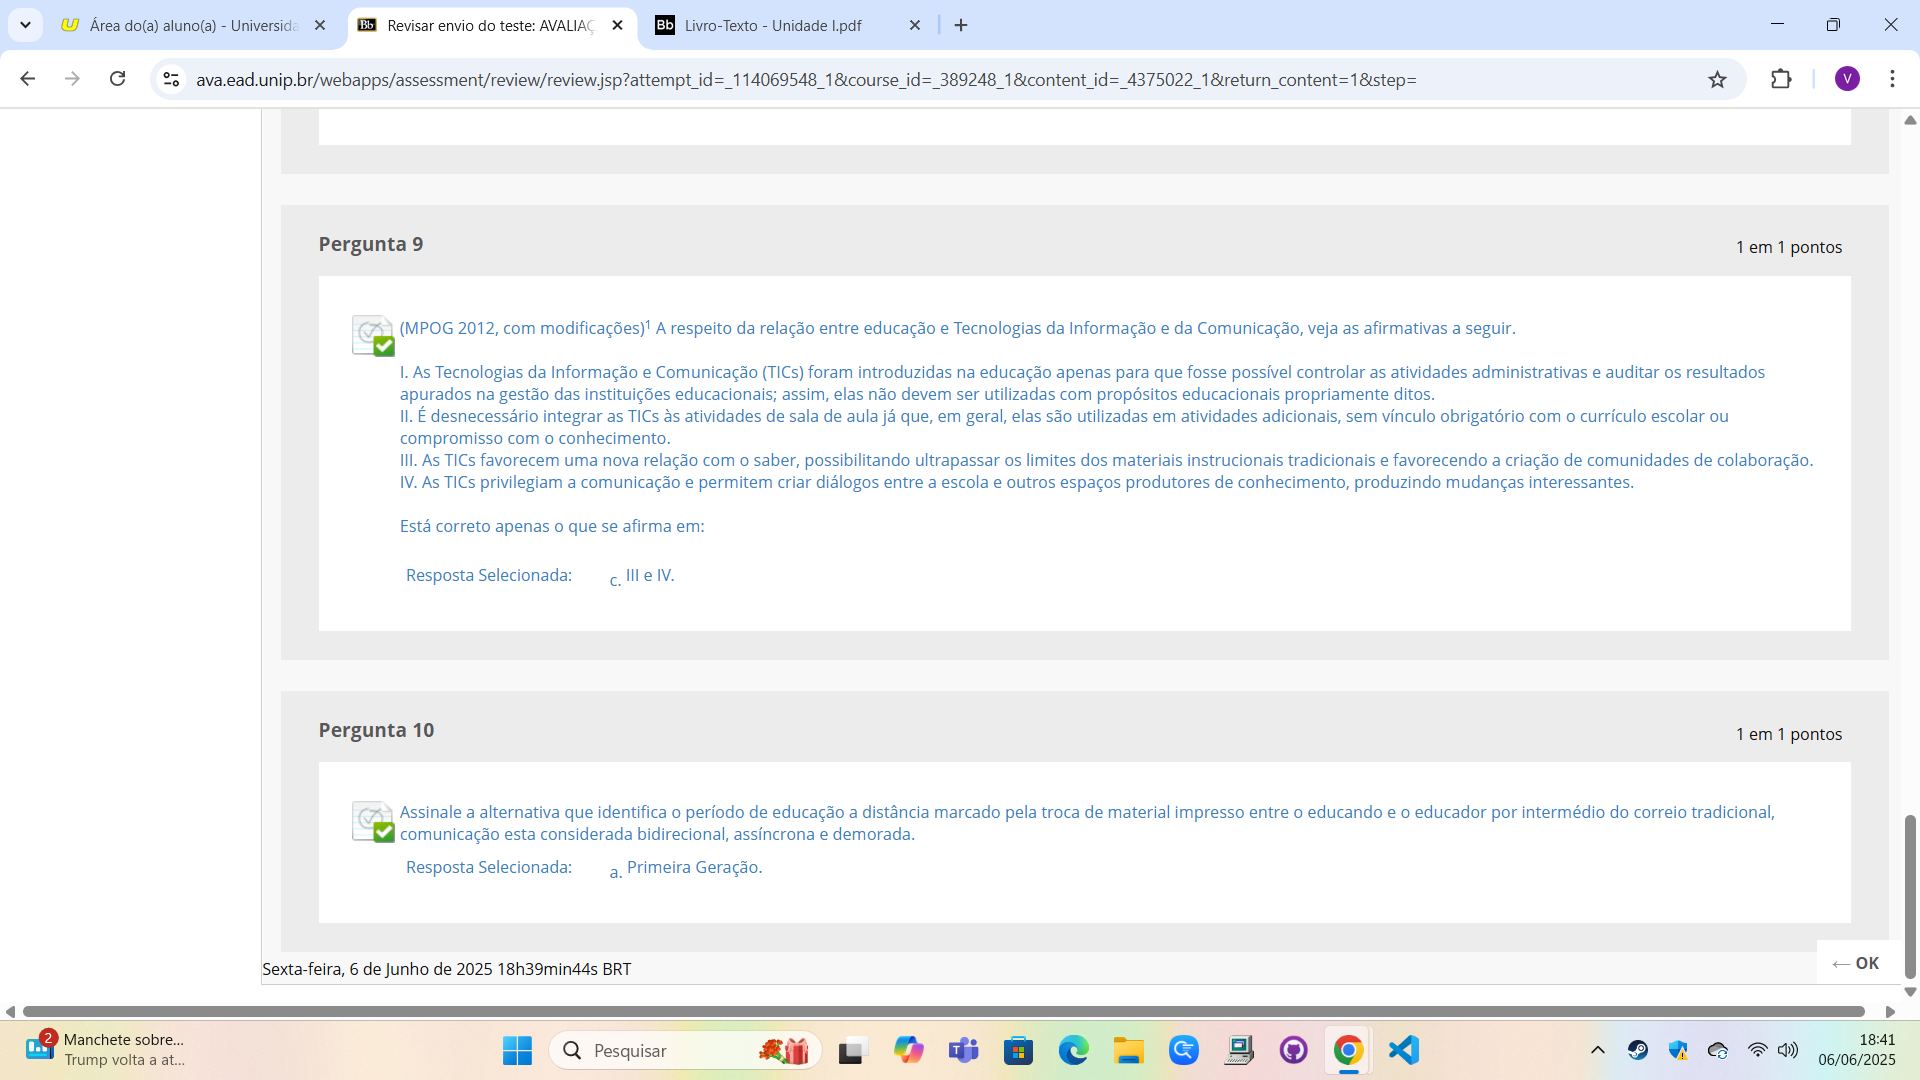 Área do(a) aluno(a) - Universida
Bb Revisar envio do teste: AVALIAÇ
Bb Livro-Texto - Unidade I.pdf
ava.ead.unip.br/webapps/assessment/review/review.jsp?attempt_id=_114069548_1&course_id=_389248_1&content_id=_4375022_1&return_content=1&step=
V
Pergunta 9
1 em 1 pontos
(MPOG 2012, com modificações)¹ A respeito da relação entre educação e Tecnologias da Informação e da Comunicação, veja as afirmativas a seguir.
I. As Tecnologias da Informação e Comunicação (TICs) foram introduzidas na educação apenas para que fosse possível controlar as atividades administrativas e auditar os resultados
apurados na gestão das instituições educacionais; assim, elas não devem ser utilizadas com propósitos educacionais propriamente ditos.
II. É desnecessário integrar as TICs às atividades de sala de aula já que, em geral, elas são utilizadas em atividades adicionais, sem vínculo obrigatório com o currículo escolar ou
compromisso com o conhecimento.
III. As TICs favorecem uma nova relação com o saber, possibilitando ultrapassar os limites dos materiais instrucionais tradicionais e favorecendo a criação de comunidades de colaboração.
IV. As TICs privilegiam a comunicação e permitem criar diálogos entre a escola e outros espaços produtores de conhecimento, produzindo mudanças interessantes.
Está correto apenas o que se afirma em:
Resposta Selecionada: c. III e IV.
Pergunta 10
1 em 1 pontos
Assinale a alternativa que identifica o período de educação a distância marcado pela troca de material impresso entre o educando e o educador por intermédio do correio tradicional,
comunicação esta considerada bidirecional, assíncrona e demorada.
Resposta Selecionada: a. Primeira Geração.
Sexta-feira, 6 de Junho de 2025 18h39min44s BRT
← OK
2
Manchete sobre...
Trump volta a at...
Pesquisar
18:41
06/06/2025